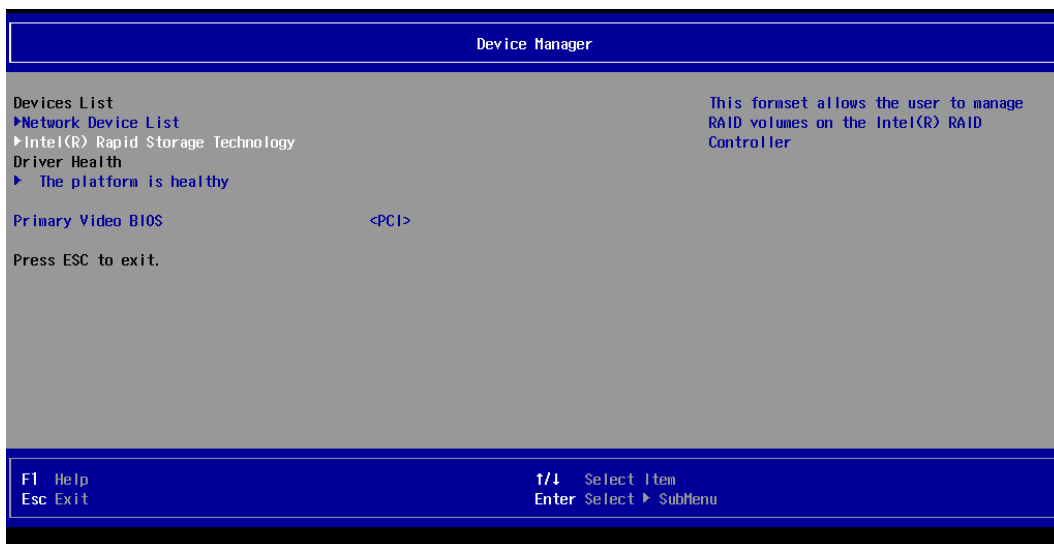 Device Manager
Devices List
▶Network Device List
▶Intel(R) Rapid Storage Technology
Driver Health
▶ The platform is healthy
Primary Video BIOS <PCI>
Press ESC to exit.
This formset allows the user to manage
RAID volumes on the Intel(R) RAID
Controller
F1 Help
Esc Exit
↑/↓ Select Item
Enter Select ▶ SubMenu